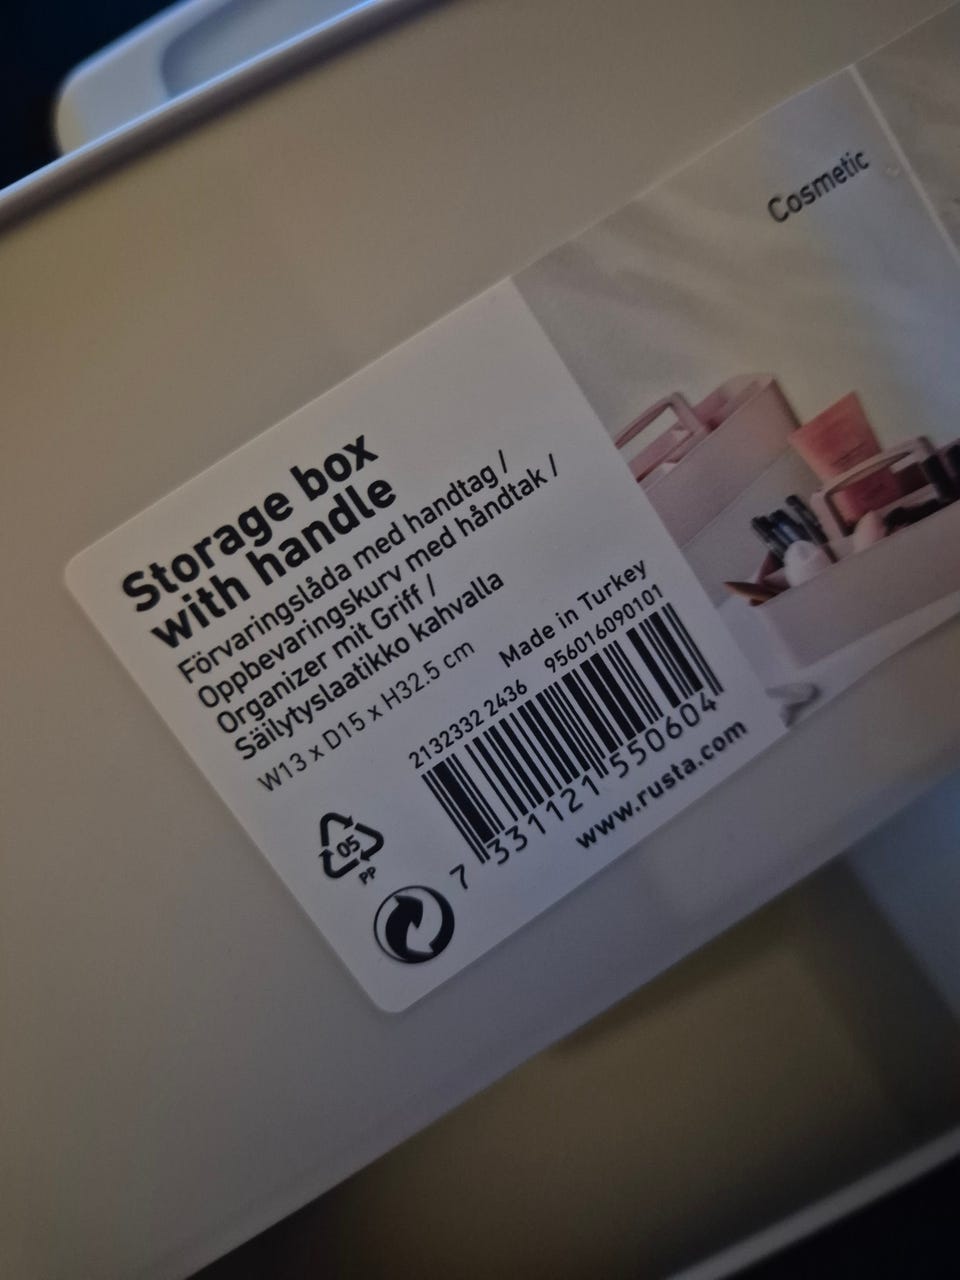 Cosmetic
Storage box
with handle
Förvaringslåda med handtag /
Oppbevaringskurv med håndtak /
Organizer mit Griff /
Säilytyslaatikko kahvalla
W13 x D15 x H32.5 cm
Made in Turkey
2132332 2436 956016090101
7 331121 550604
www.rusta.com
05
PP